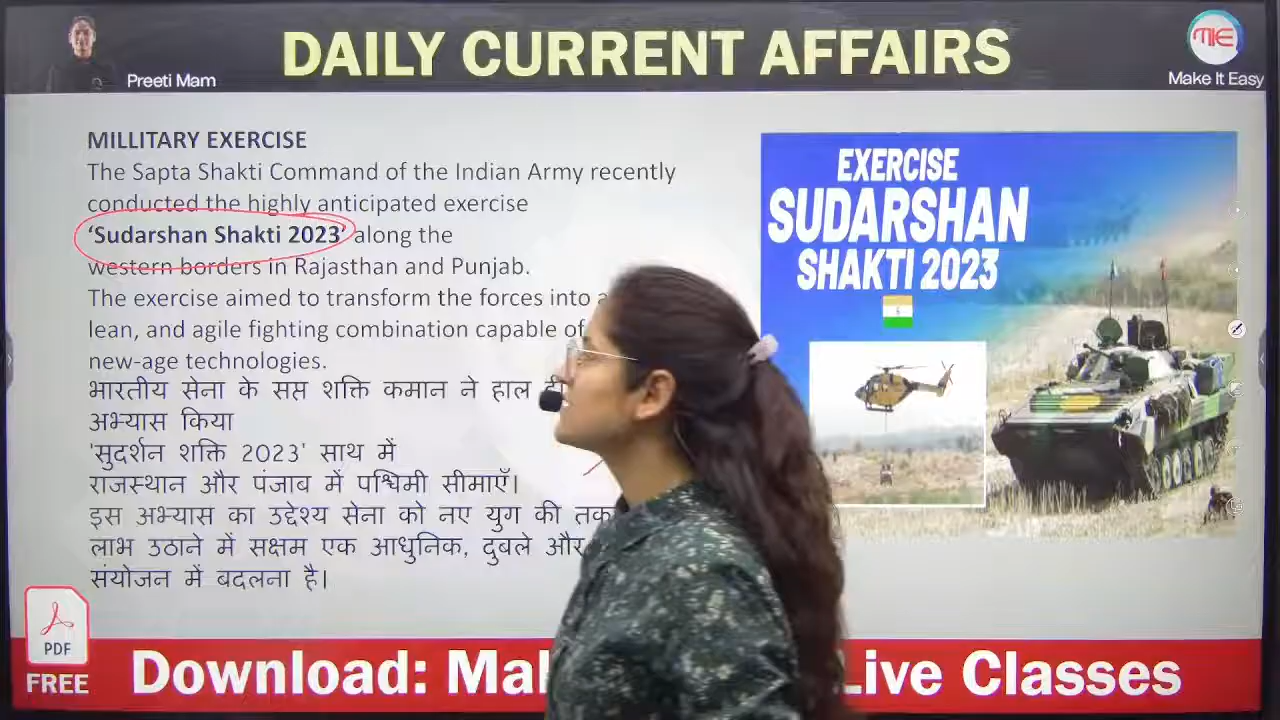 DAILY CURRENT AFFAIRS
Preeti Mam
Make It Easy
MILLITARY EXERCISE
The Sapta Shakti Command of the Indian Army recently
conducted the highly anticipated exercise
‘Sudarshan Shakti 2023’ along the
western borders in Rajasthan and Punjab.
The exercise aimed to transform the forces into a
lean, and agile fighting combination capable of
new-age technologies.
भारतीय सेना के सप्त शक्ति कमान ने हाल ही
अभ्यास किया
'सुदर्शन शक्ति 2023' साथ में
राजस्थान और पंजाब में पश्चिमी सीमाएँ।
इस अभ्यास का उद्देश्य सेना को नए युग की
लाभ उठाने में सक्षम एक आधुनिक, दुबले और
संयोजन में बदलना है।
EXERCISE
SUDARSHAN
SHAKTI 2023
PDF
FREE
Download: Live Classes